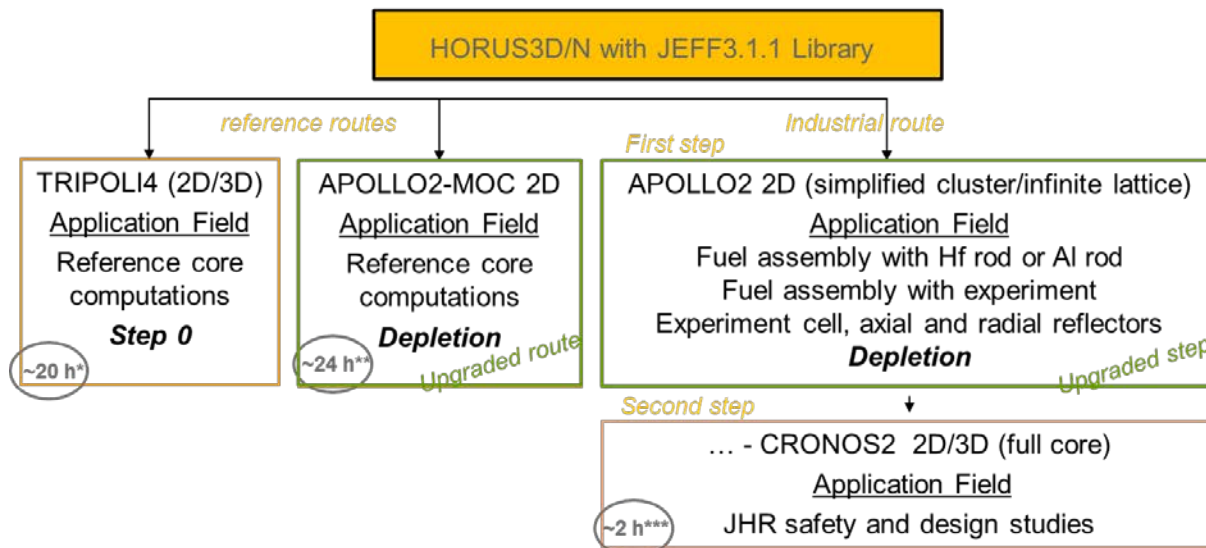 HORUS3D/N with JEFF3.1.1 Library
reference routes
Industrial route
TRIPOLI4 (2D/3D)
Application Field
Reference core
computations
Step 0
~20 h*
APOLLO2-MOC 2D
Application Field
Reference core
computations
Depletion
~24 h**
Upgraded route
First step
APOLLO2 2D (simplified cluster/infinite lattice)
Application Field
Fuel assembly with Hf rod or Al rod
Fuel assembly with experiment
Experiment cell, axial and radial reflectors
Depletion
Upgraded step
Second step
… - CRONOS2 2D/3D (full core)
Application Field
JHR safety and design studies
~2 h***